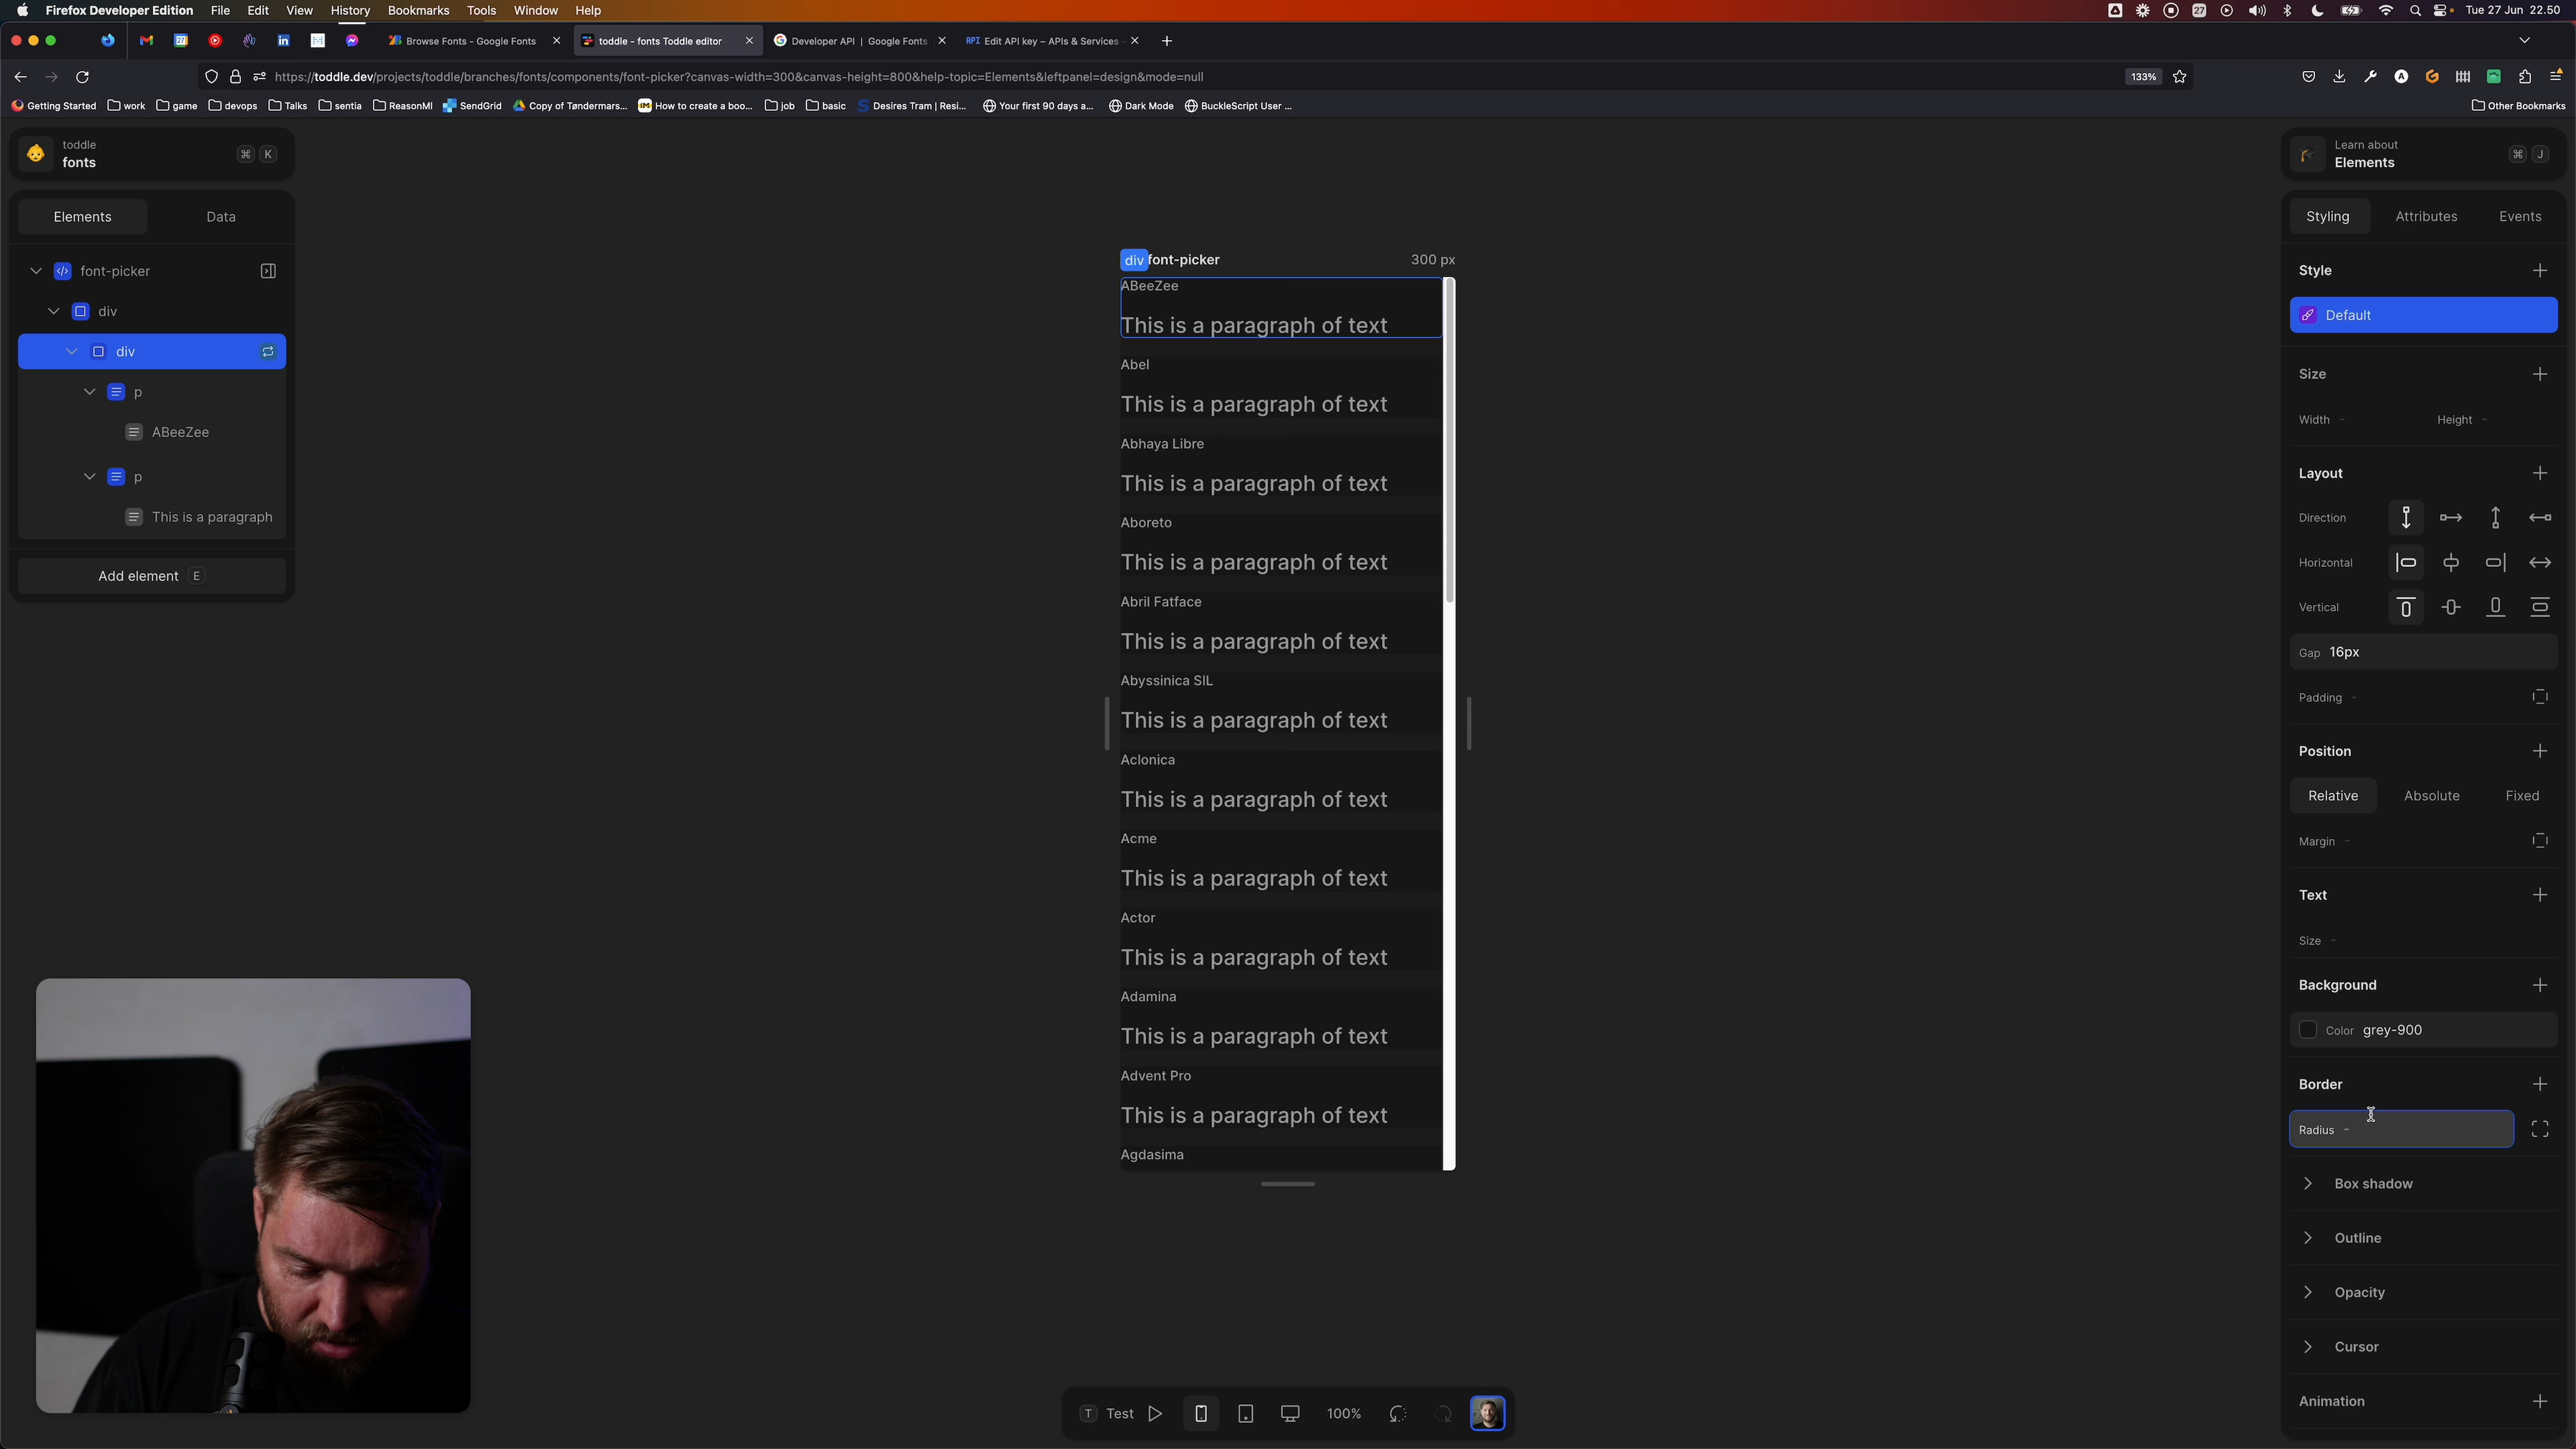 Firefox Developer Edition File Edit View History Bookmarks Tools Window Help
27
Tue 27 Jun 22.50
Browse Fonts - Google Fonts
toddle - fonts Toddle editor
Developer API | Google Fonts
API Edit API key – APIs & Services -
https://toddle.dev/projects/toddle/branches/fonts/components/font-picker?canvas-width=300&canvas-height=800&help-topic=Elements&leftpanel=design&mode=null
133%
Getting Started work game devops Talks sentia ReasonMl SendGrid Copy of Tøndermars... How to create a boo... job basic Desires Tram | Resi... Your first 90 days a... Dark Mode BuckleScript User ... Other Bookmarks
toddle
fonts
⌘ K
Elements Data
font-picker
div
div
p
ABeeZee
p
This is a paragraph
Add element E
div font-picker 300 px
ABeeZee
This is a paragraph of text
Abel
This is a paragraph of text
Abhaya Libre
This is a paragraph of text
Aboreto
This is a paragraph of text
Abril Fatface
This is a paragraph of text
Abyssinica SIL
This is a paragraph of text
Aclonica
This is a paragraph of text
Acme
This is a paragraph of text
Actor
This is a paragraph of text
Adamina
This is a paragraph of text
Advent Pro
This is a paragraph of text
Agdasima
T Test 100%
Learn about
Elements
⌘ J
Styling Attributes Events
Style
Default
Size
Width - Height -
Layout
Direction
Horizontal
Vertical
Gap 16px
Padding -
Position
Relative Absolute Fixed
Margin -
Text
Size -
Background
Color grey-900
Border
Radius -
Box shadow
Outline
Opacity
Cursor
Animation